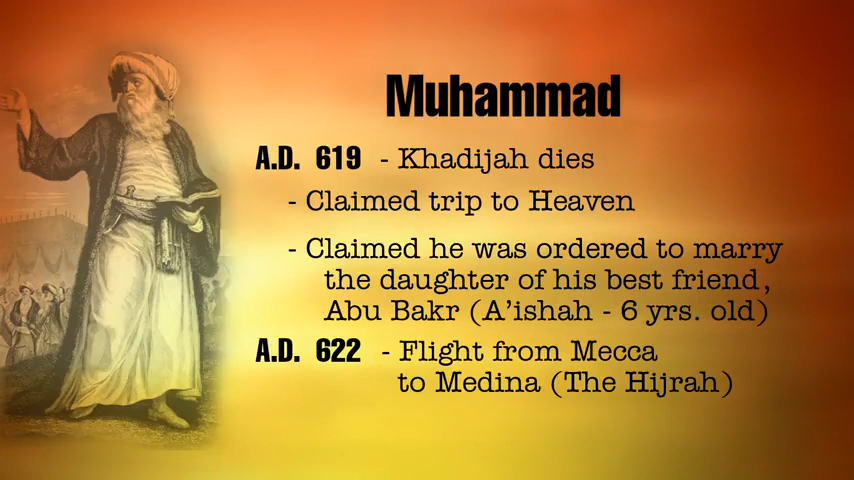 Muhammad
A.D. 619 - Khadijah dies
- Claimed trip to Heaven
- Claimed he was ordered to marry
the daughter of his best friend,
Abu Bakr (A'ishah - 6 yrs. old)
A.D. 622 - Flight from Mecca
to Medina (The Hijrah)